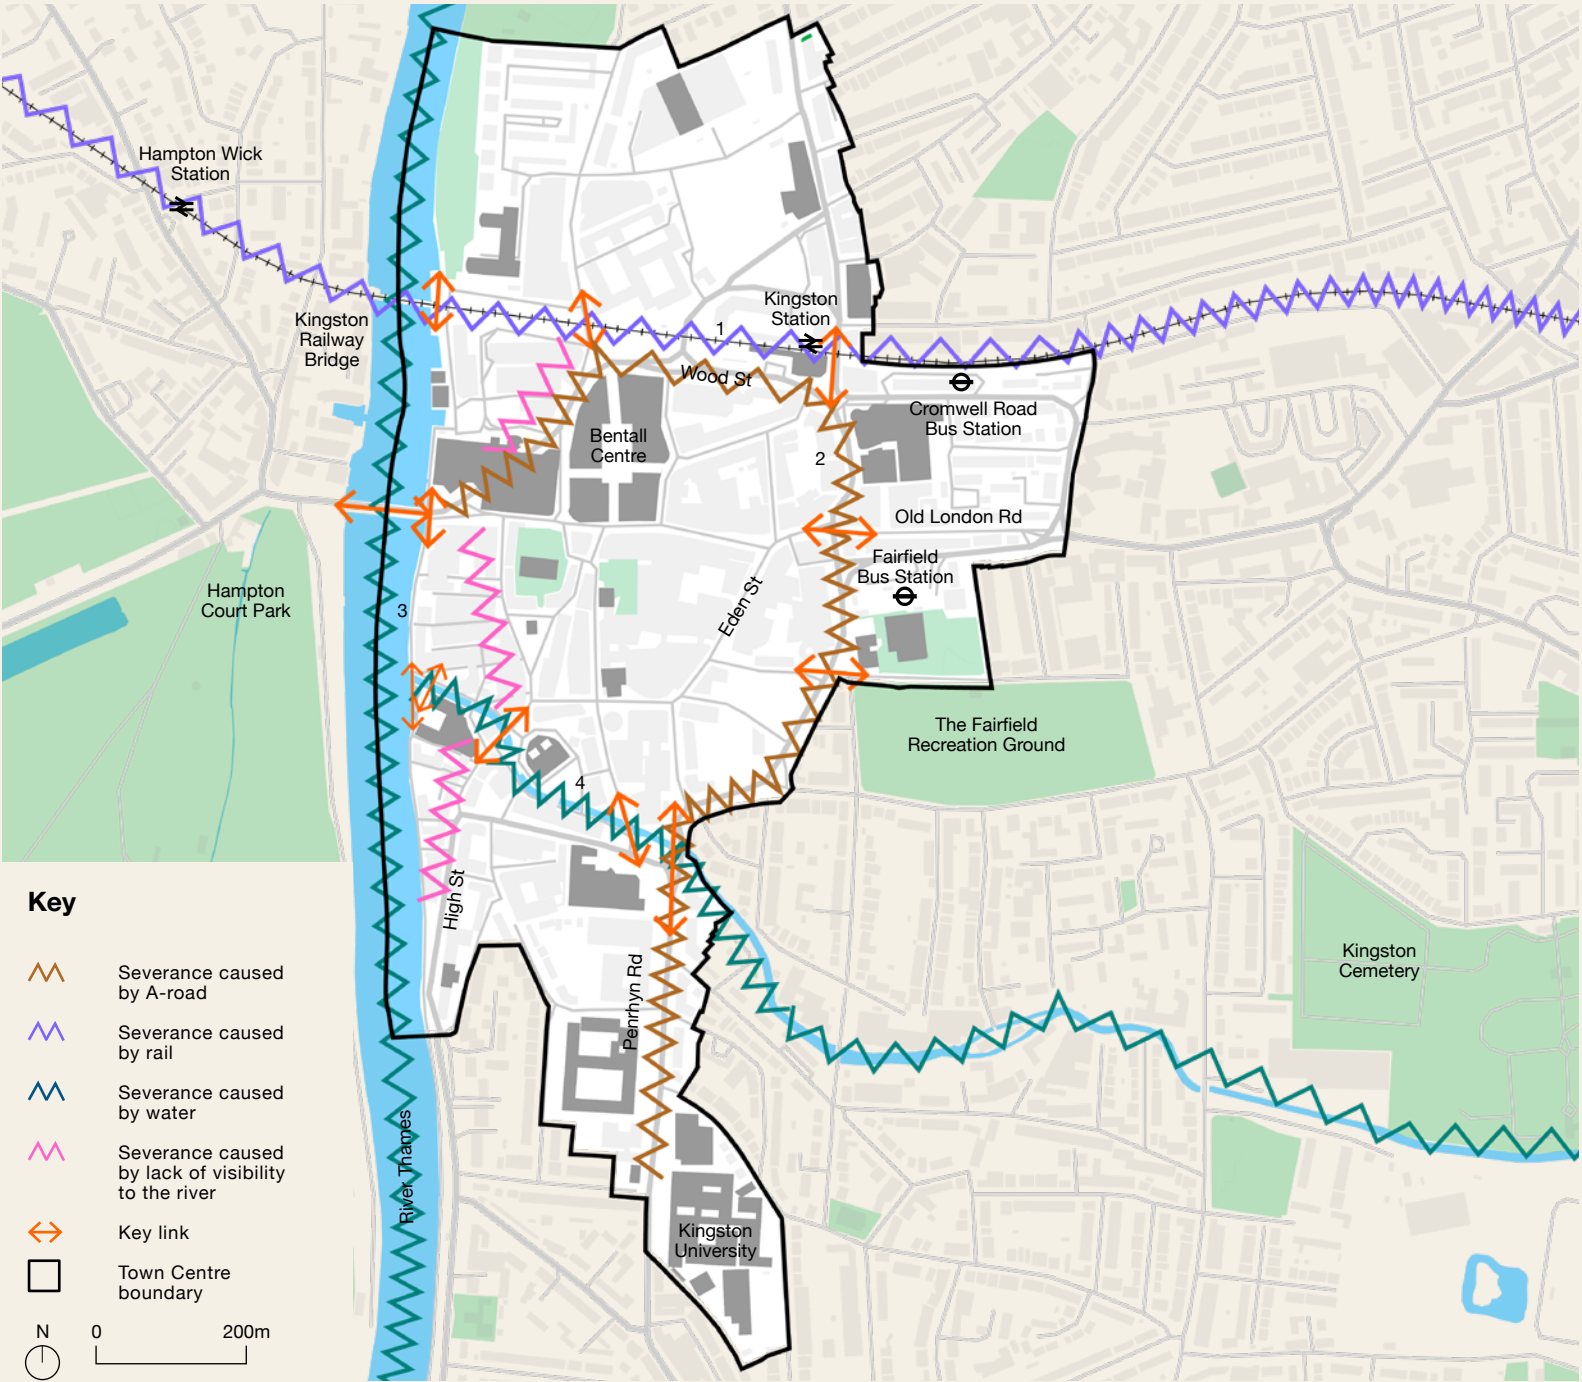 Hampton Wick
Station
Kingston
Railway
Bridge
Kingston
Station
1
Wood St
Cromwell Road
Bus Station
Bentall
Centre
2
Old London Rd
Fairfield
Bus Station
Eden St
Hampton
Court Park
3
The Fairfield
Recreation Ground
4
High St
Penrhyn Rd
Kingston
Cemetery
River Thames
Kingston
University
Key
Severance caused
by A-road
Severance caused
by rail
Severance caused
by water
Severance caused
by lack of visibility
to the river
Key link
Town Centre
boundary
N
0
200m